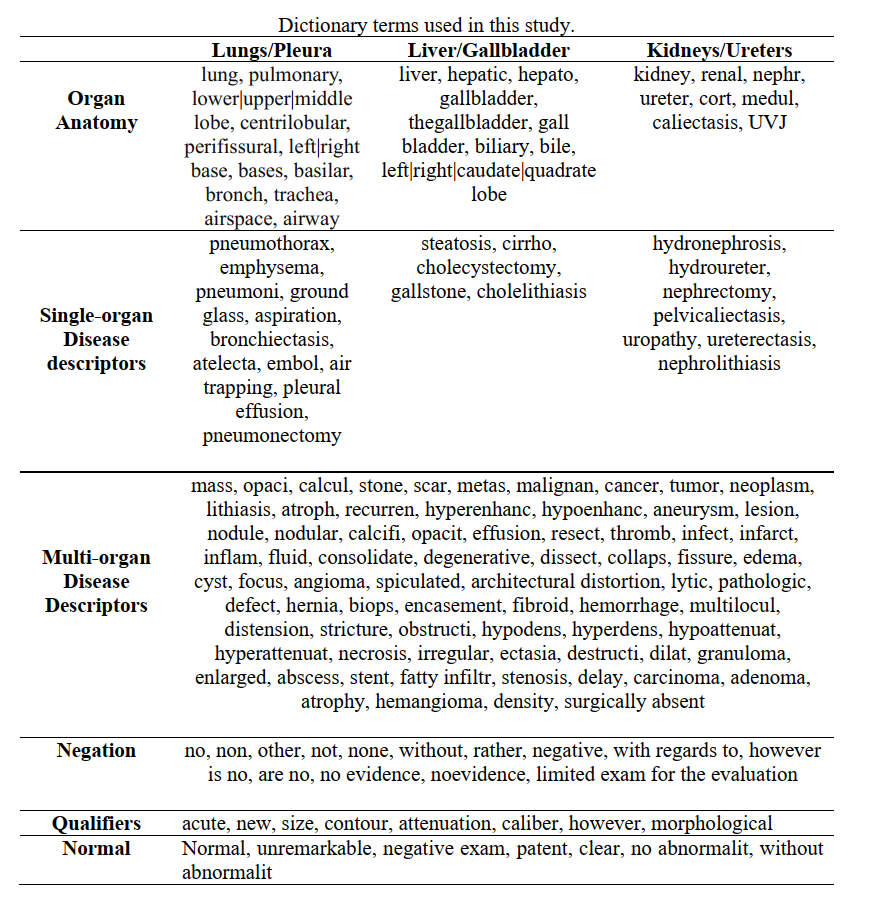 Dictionary terms used in this study.
Lungs/Pleura Liver/Gallbladder Kidneys/Ureters
Organ
Anatomy
lung, pulmonary,
lower|upper|middle
lobe, centrilobular,
perifissural, left|right
base, bases, basilar,
bronch, trachea,
airspace, airway
liver, hepatic, hepato,
gallbladder,
thegallbladder, gall
bladder, biliary, bile,
left|right|caudate|quadrate
lobe
kidney, renal, nephr,
ureter, cort, medul,
caliectasis, UVJ
Single-organ
Disease
descriptors
pneumothorax,
emphysema,
pneumoni, ground
glass, aspiration,
bronchiectasis,
atelecta, embol, air
trapping, pleural
effusion,
pneumonectomy
steatosis, cirrho,
cholecystectomy,
gallstone, cholelithiasis
hydronephrosis,
hydroureter,
nephrectomy,
pelvicaliectasis,
uropathy, ureterectasis,
nephrolithiasis
Multi-organ
Disease
Descriptors
mass, opaci, calcul, stone, scar, metas, malignan, cancer, tumor, neoplasm,
lithiasis, atroph, recurren, hyperenhanc, hypoenhanc, aneurysm, lesion,
nodule, nodular, calcifi, opacit, effusion, resect, thromb, infect, infarct,
inflam, fluid, consolidate, degenerative, dissect, collaps, fissure, edema,
cyst, focus, angioma, spiculated, architectural distortion, lytic, pathologic,
defect, hernia, biops, encasement, fibroid, hemorrhage, multilocul,
distension, stricture, obstructi, hypodens, hyperdens, hypoattenuat,
hyperattenuat, necrosis, irregular, ectasia, destructi, dilat, granuloma,
enlarged, abscess, stent, fatty infiltr, stenosis, delay, carcinoma, adenoma,
atrophy, hemangioma, density, surgically absent
Negation
no, non, other, not, none, without, rather, negative, with regards to, however
is no, are no, no evidence, noevidence, limited exam for the evaluation
Qualifiers
acute, new, size, contour, attenuation, caliber, however, morphological
Normal
Normal, unremarkable, negative exam, patent, clear, no abnormalit, without
abnormalit